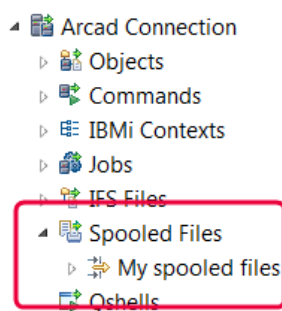 Arcad Connection
Objects
Commands
IBMi Contexts
Jobs
IFS Files
Spooled Files
My spooled files
Qshells